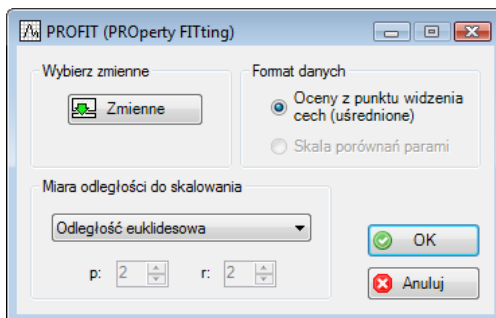 PROFIT (PROperty FITting)
Wybierz zmienne
Zmienne
Format danych
Oceny z punktu widzenia
cech (uśrednione)
Skala porównań parami
Miara odległości do skalowania
Odległość euklidesowa
p: 2 r: 2
OK
Anuluj